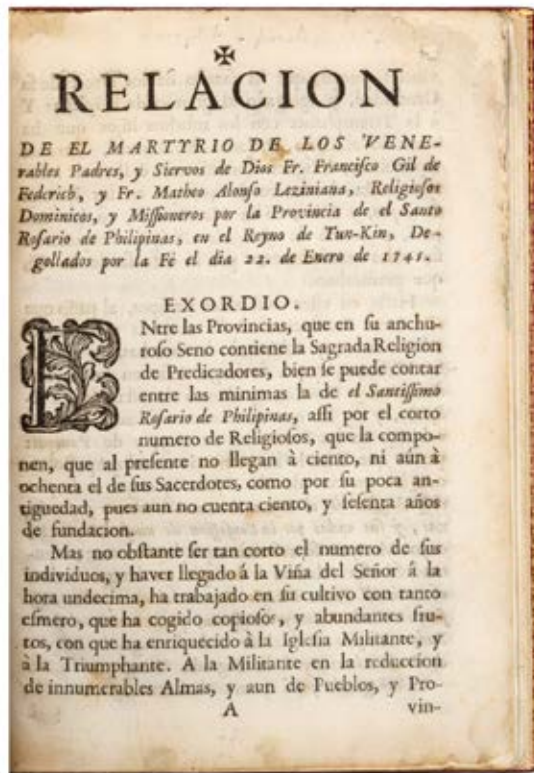 ✠
RELACION
DE EL MARTYRIO DE LOS VENE-
rables Padres, y Siervos de Dios Fr. Franciſco Gil de
Federich, y Fr. Matheo Alonſo Leziniana, Religioſos
Dominicos, y Miſſioneros por la Provincia de el Santo
Roſario de Philipinas, en el Reyno de Tun-Kin, De-
gollados por la Fè el dia 22. de Enero de 1745.
EXORDIO.
ENtre las Provincias, que en ſu anchu-
roſo Seno contiene la Sagrada Religion
de Predicadores, bien ſe puede contar
entre las minimas la de el Santiſſimo
Roſario de Philipinas, aſſi por el corto
numero de Religioſos, que la compo-
nen, que al preſente no llegan à ciento, ni aún à
ochenta el de ſus Sacerdotes, como por ſu poca an-
tiguedad, pues aun no cuenta ciento, y ſeſenta años
de fundacion.
Mas no obſtante ſer tan corto el numero de ſus
individuos, y haver llegado á la Viña del Señor á la
hora undecima, ha trabajado en ſu cultivo con tanto
eſmero, que ha cogido copioſos, y abundantes fru-
tos, con que ha enriquecido à la Igleſia Militante, y
à la Triumphante. A la Militante en la reduccion
de innumerables Almas, y aun de Pueblos, y Pro-
A vin-